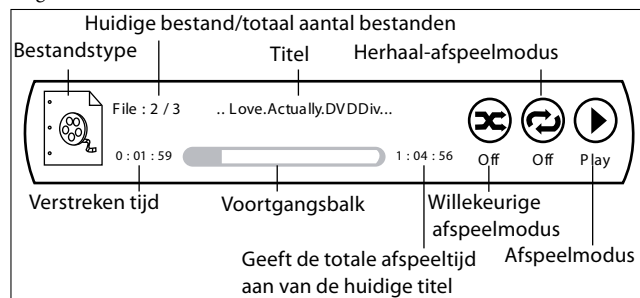 Huidige bestand/totaal aantal bestanden
Bestandstype
Titel
Herhaal-afspeelmodus
File : 2 / 3
.. Love.Actually.DVDDiv...
0 : 01 : 59
1 : 04 : 56
Off
Off
Play
Verstreken tijd
Voortgangsbalk
Willekeurige
afspeelmodus
Afspeelmodus
Geeft de totale afspeeltijd
aan van de huidige titel